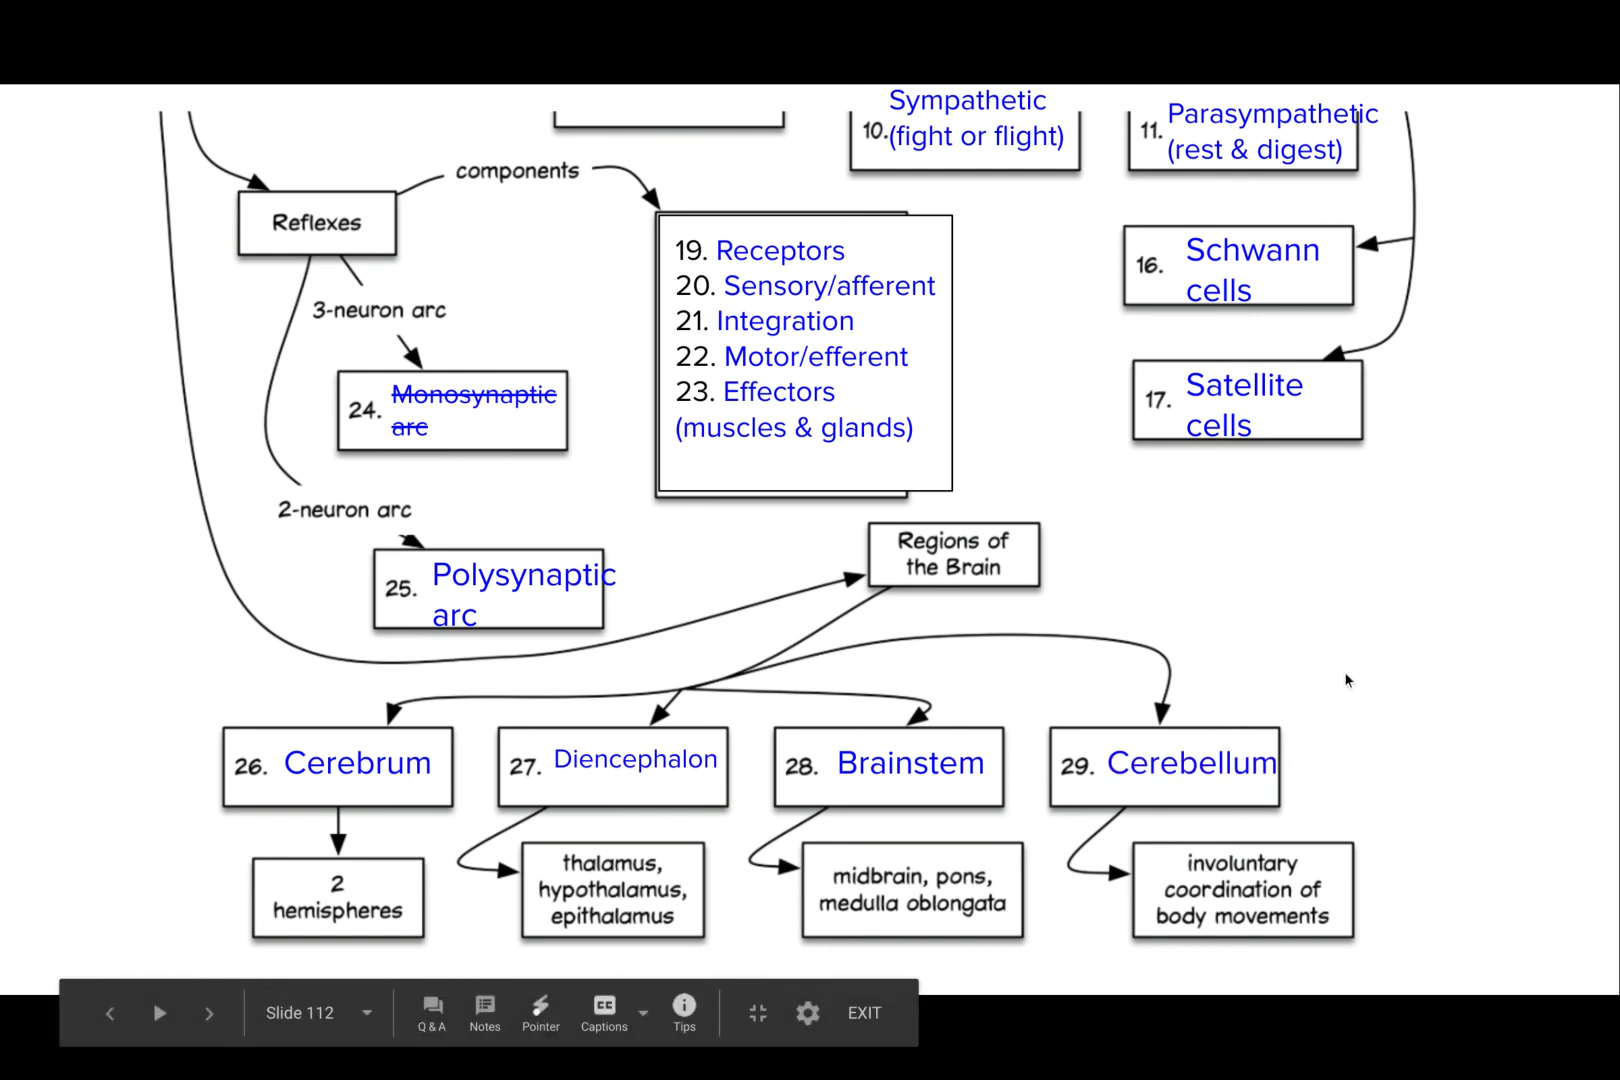 Sympathetic
10. (fight or flight)
Parasympathetic
11. (rest & digest)
components
Reflexes
19. Receptors
20. Sensory/afferent
21. Integration
22. Motor/efferent
23. Effectors
(muscles & glands)
16. Schwann
cells
3-neuron arc
24. Monosynaptic
arc
17. Satellite
cells
2-neuron arc
25. Polysynaptic
arc
Regions of
the Brain
26. Cerebrum
27. Diencephalon
28. Brainstem
29. Cerebellum
2
hemispheres
thalamus,
hypothalamus,
epithalamus
midbrain, pons,
medulla oblongata
involuntary
coordination of
body movements
Slide 112
Q & A
Notes
Pointer
CC
Captions
Tips
EXIT